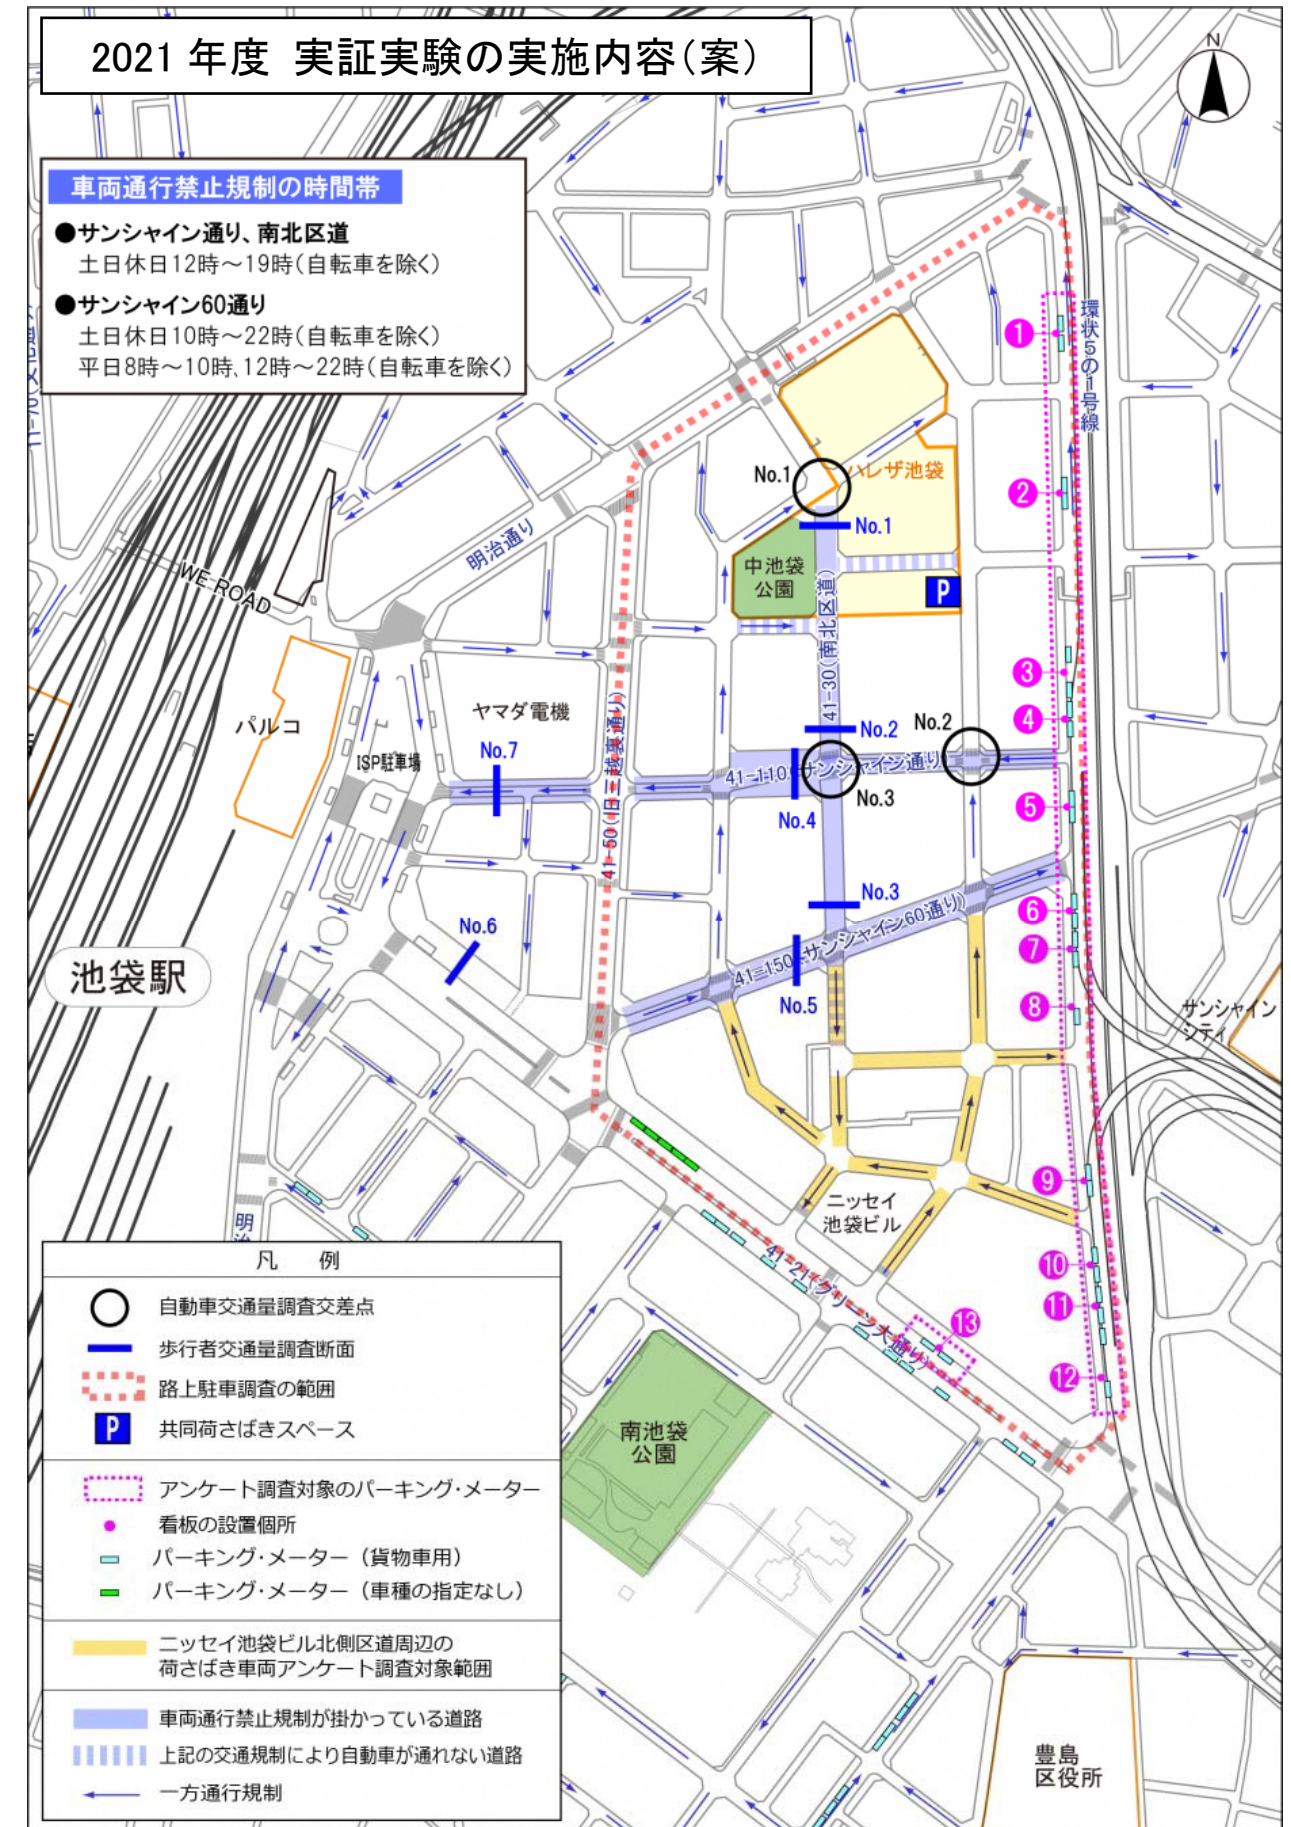 2021 年度 実証実験の実施内容（案）
N
車両通行禁止規制の時間帯
●サンシャイン通り、南北区道
土日休日12時～19時（自転車を除く）
●サンシャイン60通り
土日休日10時～22時（自転車を除く）
平日8時～10時、12時～22時（自転車を除く）
環状5の1号線
1
2
No.1
ハレザ池袋
No.1
明治通り
中池袋
公園
P
WE ROAD
41-30（南北区道）
3
4
パルコ
ヤマダ電機
41-50（旧三越裏通り）
No.2
No.2
ISP駐車場
No.7
41-110（サンシャイン通り）
No.3
No.4
5
No.3
6
No.6
41-150（サンシャイン60通り）
7
池袋駅
No.5
8
サンシャイン
シティ
9
ニッセイ
池袋ビル
10
11
41-21（グリーン大通り）
13
12
南池袋
公園
豊島
区役所
凡　例
自動車交通量調査交差点
歩行者交通量調査断面
路上駐車調査の範囲
P 共同荷さばきスペース
アンケート調査対象のパーキング・メーター
看板の設置個所
パーキング・メーター（貨物車用）
パーキング・メーター（車種の指定なし）
ニッセイ池袋ビル北側区道周辺の
荷さばき車両アンケート調査対象範囲
車両通行禁止規制が掛かっている道路
上記の交通規制により自動車が通れない道路
一方通行規制